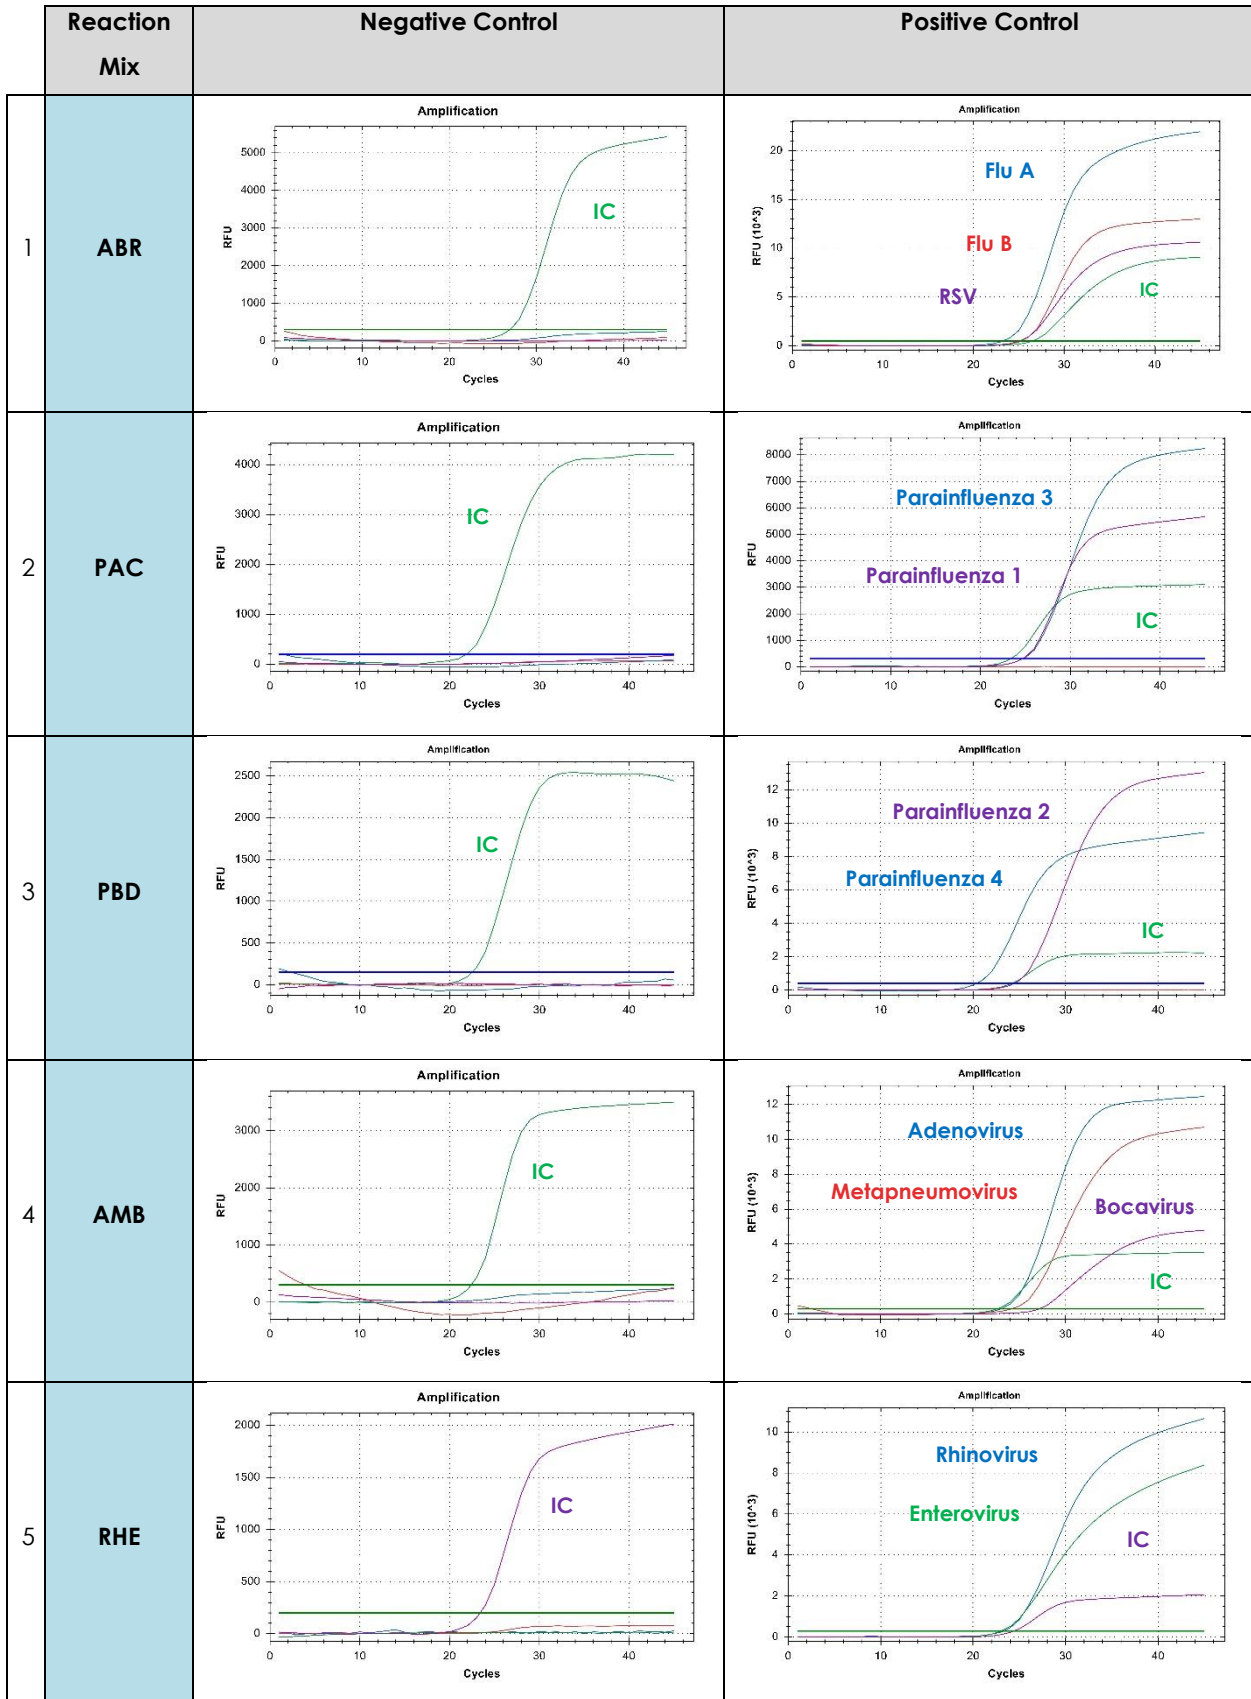 Reaction Mix
Negative Control
Positive Control
1
ABR
Amplification
5000
4000
3000
2000
1000
0
RFU
IC
0
10
20
30
40
Cycles
Amplification
20
15
10
5
0
RFU (10^3)
Flu A
Flu B
RSV
IC
0
10
20
30
40
Cycles
2
PAC
Amplification
4000
3000
2000
1000
0
RFU
IC
0
10
20
30
40
Cycles
Amplification
8000
7000
6000
5000
4000
3000
2000
1000
0
RFU
Parainfluenza 3
Parainfluenza 1
IC
0
10
20
30
40
Cycles
3
PBD
Amplification
2500
2000
1500
1000
500
0
RFU
IC
0
10
20
30
40
Cycles
Amplification
12
10
8
6
4
2
0
RFU (10^3)
Parainfluenza 2
Parainfluenza 4
IC
0
10
20
30
40
Cycles
4
AMB
Amplification
3000
2000
1000
0
RFU
IC
0
10
20
30
40
Cycles
Amplification
12
10
8
6
4
2
0
RFU (10^3)
Adenovirus
Metapneumovirus
Bocavirus
IC
0
10
20
30
40
Cycles
5
RHE
Amplification
2000
1500
1000
500
0
RFU
IC
0
10
20
30
40
Cycles
Amplification
10
8
6
4
2
0
RFU (10^3)
Rhinovirus
Enterovirus
IC
0
10
20
30
40
Cycles